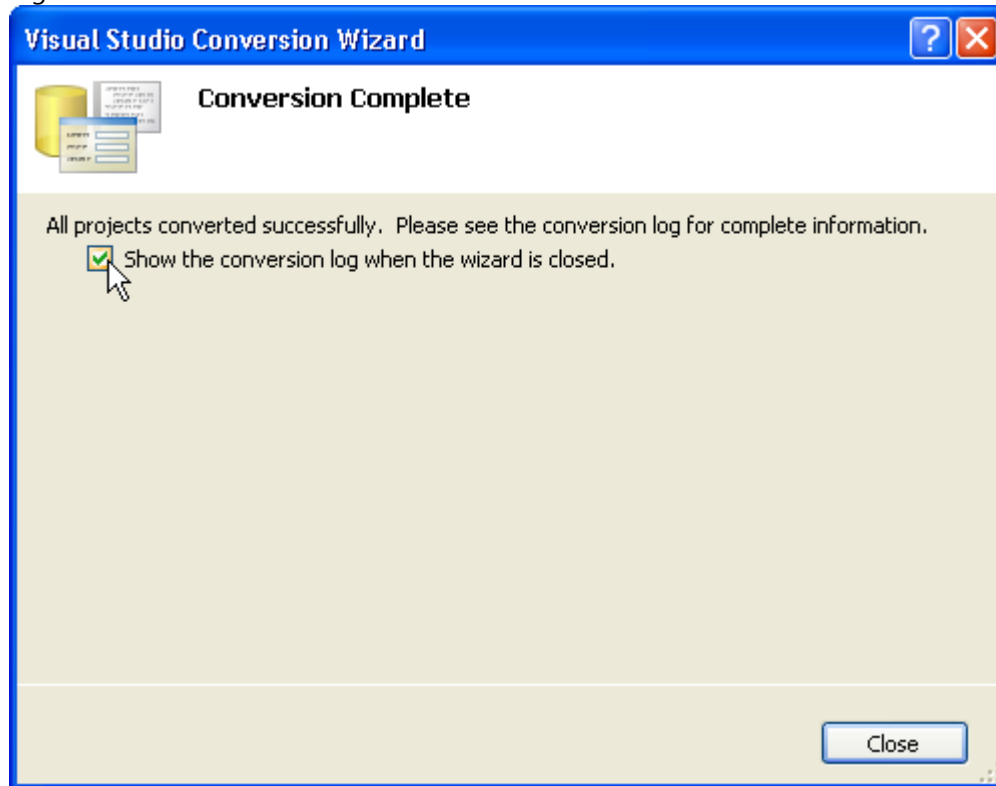 Visual Studio Conversion Wizard
Conversion Complete
All projects converted successfully. Please see the conversion log for complete information.
Show the conversion log when the wizard is closed.
Close